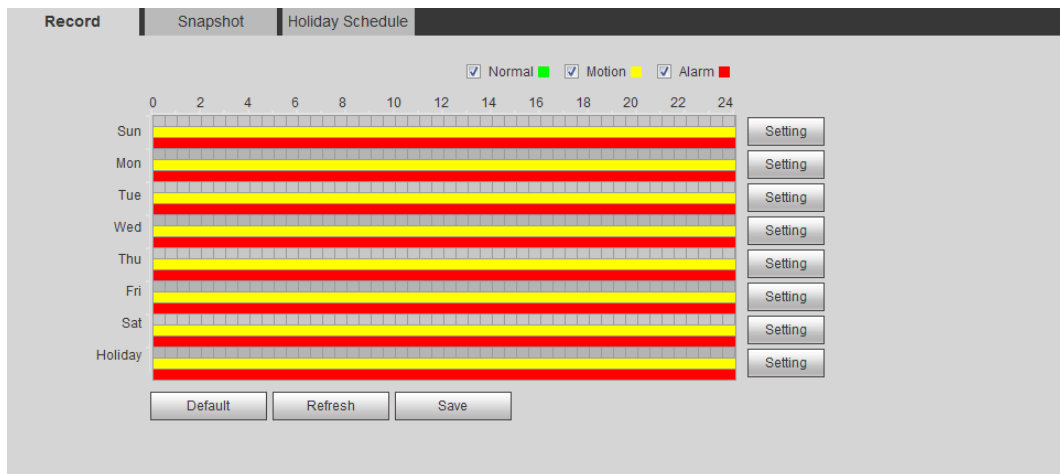 Record Snapshot Holiday Schedule
Normal Motion Alarm
0 2 4 6 8 10 12 14 16 18 20 22 24
Sun Setting
Mon Setting
Tue Setting
Wed Setting
Thu Setting
Fri Setting
Sat Setting
Holiday Setting
Default Refresh Save